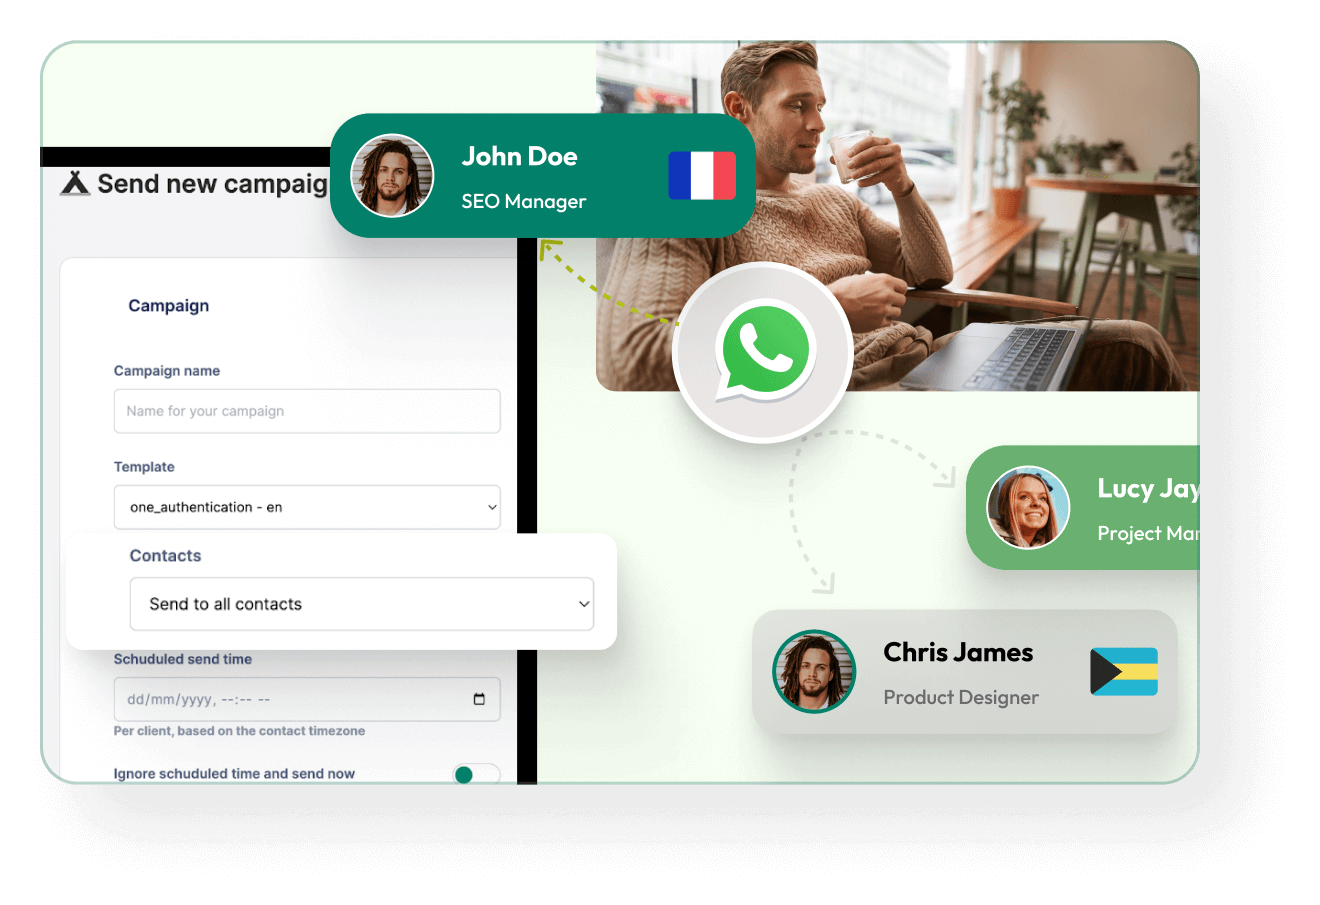 John Doe
SEO Manager
Send new campaig
Campaign
Campaign name
Name for your campaign
Template
one_authentication - en
Contacts
Send to all contacts
Schuduled send time
dd/mm/yyyy, --:-- --
Per client, based on the contact timezone
Ignore schuduled time and send now
Lucy Jay
Project Man
Chris James
Product Designer